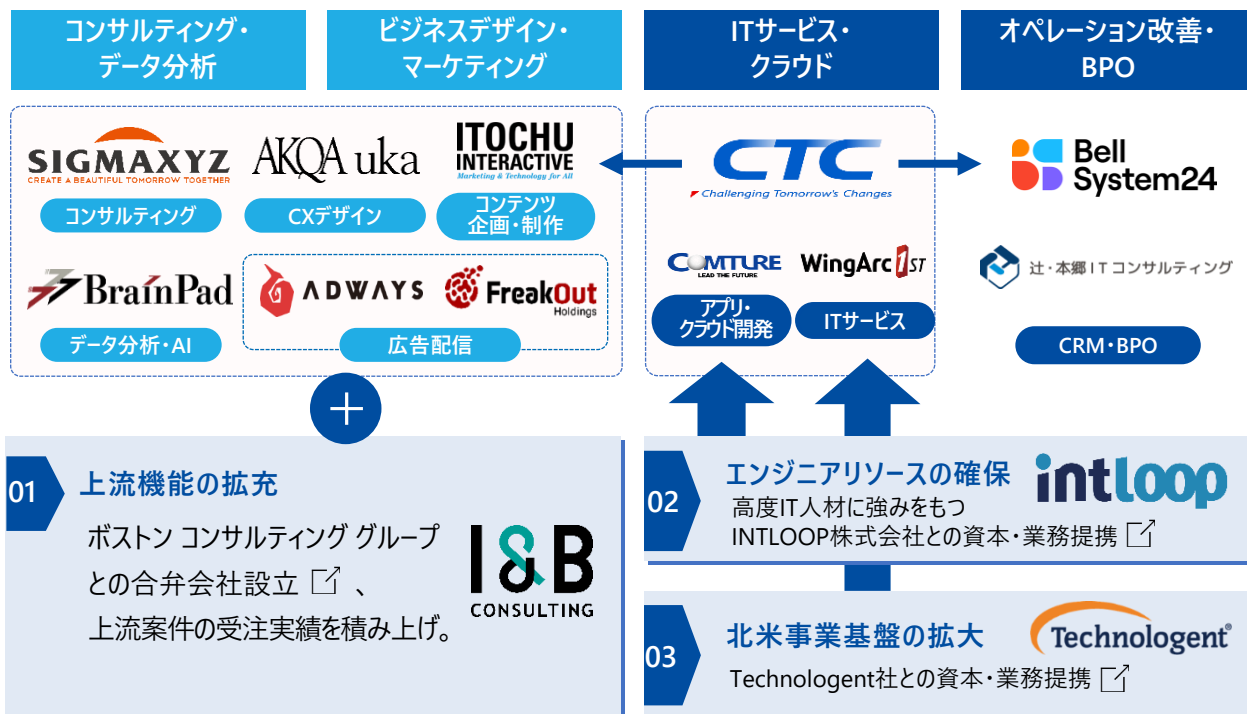 コンサルティング・
データ分析
ビジネスデザイン・
マーケティング
ITサービス・
クラウド
オペレーション改善・
BPO
SIGMAXYZ
CREATE A BEAUTIFUL TOMORROW TOGETHER
コンサルティング
AKQA uka
CXデザイン
ITOCHU
INTERACTIVE
Marketing & Technology for All
コンテンツ
企画・制作
BrainPad
データ分析・AI
ADWAYS
FreakOut
Holdings
広告配信
CTC
Challenging Tomorrow's Changes
COMTURE
LEAD THE FUTURE
アプリ・
クラウド開発
WingArc1ST
ITサービス
Bell
System24
辻・本郷ITコンサルティング
CRM・BPO
+
01
上流機能の拡充
ボストン コンサルティング グループ
との合弁会社設立 、
上流案件の受注実績を積み上げ。
I&B
CONSULTING
02
エンジニアリソースの確保
高度IT人材に強みをもつ
INTLOOP株式会社との資本・業務提携
intloop
03
北米事業基盤の拡大
Technologent社との資本・業務提携
Technologent®